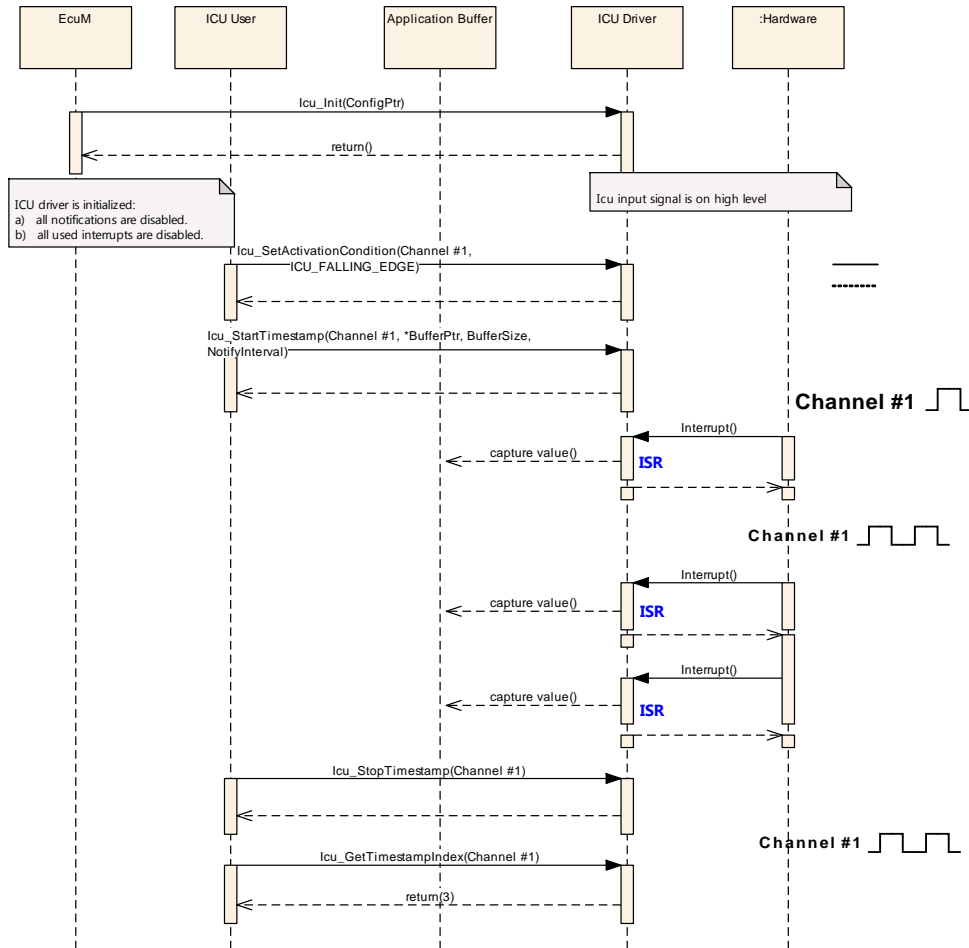 EcuM
ICU User
Application Buffer
ICU Driver
:Hardware
Icu_Init(ConfigPtr)
return()
ICU driver is initialized:
a) all notifications are disabled.
b) all used interrupts are disabled.
Icu input signal is on high level
Icu_SetActivationCondition(Channel #1,
ICU_FALLING_EDGE)
Icu_StartTimestamp(Channel #1, *BufferPtr, BufferSize,
NotifyInterval)
Channel #1
Interrupt()
capture value()
ISR
Channel #1
Interrupt()
capture value()
ISR
Interrupt()
capture value()
ISR
Icu_StopTimestamp(Channel #1)
Channel #1
Icu_GetTimestampIndex(Channel #1)
return(3)